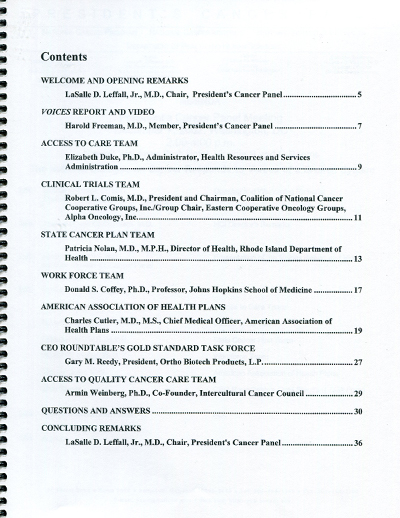 Contents
WELCOME AND OPENING REMARKS
LaSalle D. Leffall, Jr., M.D., Chair, President's Cancer Panel ..... 5
VOICES REPORT AND VIDEO
Harold Freeman, M.D., Member, President's Cancer Panel ..... 7
ACCESS TO CARE TEAM
Elizabeth Duke, Ph.D., Administrator, Health Resources and Services
Administration ..... 9
CLINICAL TRIALS TEAM
Robert L. Comis, M.D., President and Chairman, Coalition of National Cancer
Cooperative Groups, Inc./Group Chair, Eastern Cooperative Oncology Groups,
Alpha Oncology, Inc. ..... 11
STATE CANCER PLAN TEAM
Patricia Nolan, M.D., M.P.H., Director of Health, Rhode Island Department of
Health ..... 13
WORK FORCE TEAM
Donald S. Coffey, Ph.D., Professor, Johns Hopkins School of Medicine ..... 17
AMERICAN ASSOCIATION OF HEALTH PLANS
Charles Cutler, M.D., M.S., Chief Medical Officer, American Association of
Health Plans ..... 19
CEO ROUNDTABLE'S GOLD STANDARD TASK FORCE
Gary M. Reedy, President, Ortho Biotech Products, L.P. ..... 27
ACCESS TO QUALITY CANCER CARE TEAM
Armin Weinberg, Ph.D., Co-Founder, Intercultural Cancer Council ..... 29
QUESTIONS AND ANSWERS ..... 30
CONCLUDING REMARKS
LaSalle D. Leffall, Jr., M.D., Chair, President's Cancer Panel ..... 36